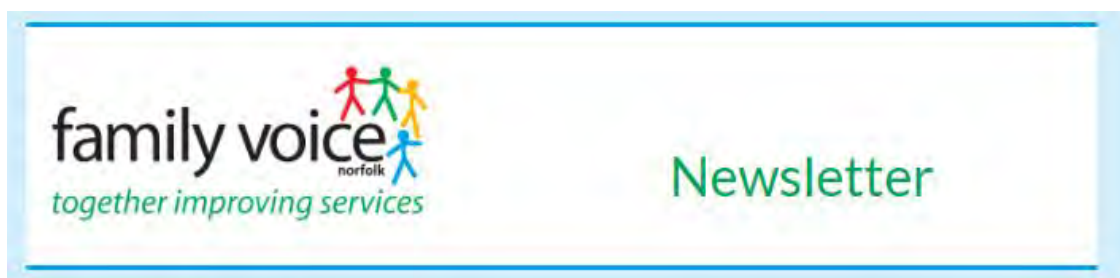 family voice
norfolk
together improving services
Newsletter